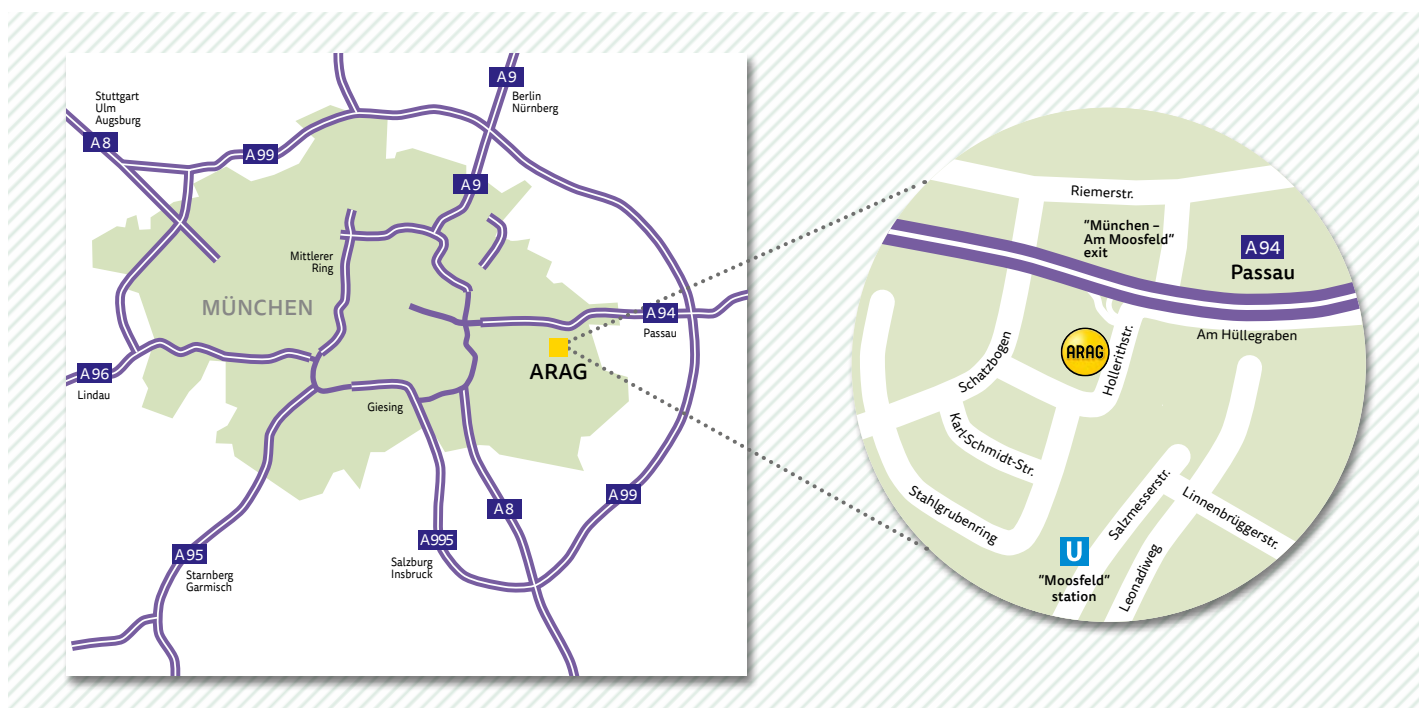 A9
Berlin
Nürnberg
Stuttgart
Ulm
Augsburg
A8
A99
A9
Mittlerer
Ring
MÜNCHEN
A94
Passau
ARAG
A96
Lindau
Giesing
A99
A8
A995
Salzburg
Insbruck
A95
Starnberg
Garmisch
Riemerstr.
"München –
Am Moosfeld"
exit
A94
Passau
Am Hüllegraben
ARAG
Schatzbogen
Hollerithstr.
Karl-Schmidt-Str.
Stahlgrubenring
Salzmesserstr.
Linnenbrüggerstr.
Leonadiweg
U
"Moosfeld"
station